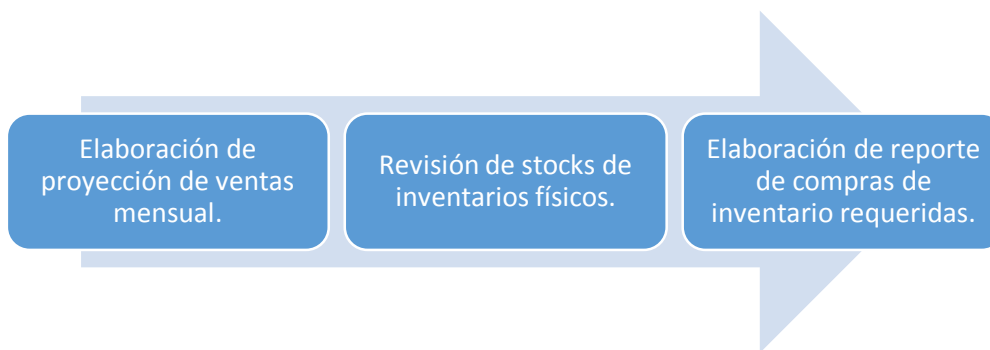 Elaboración de
proyección de ventas
mensual.
Revisión de stocks de
inventarios físicos.
Elaboración de reporte
de compras de
inventario requeridas.